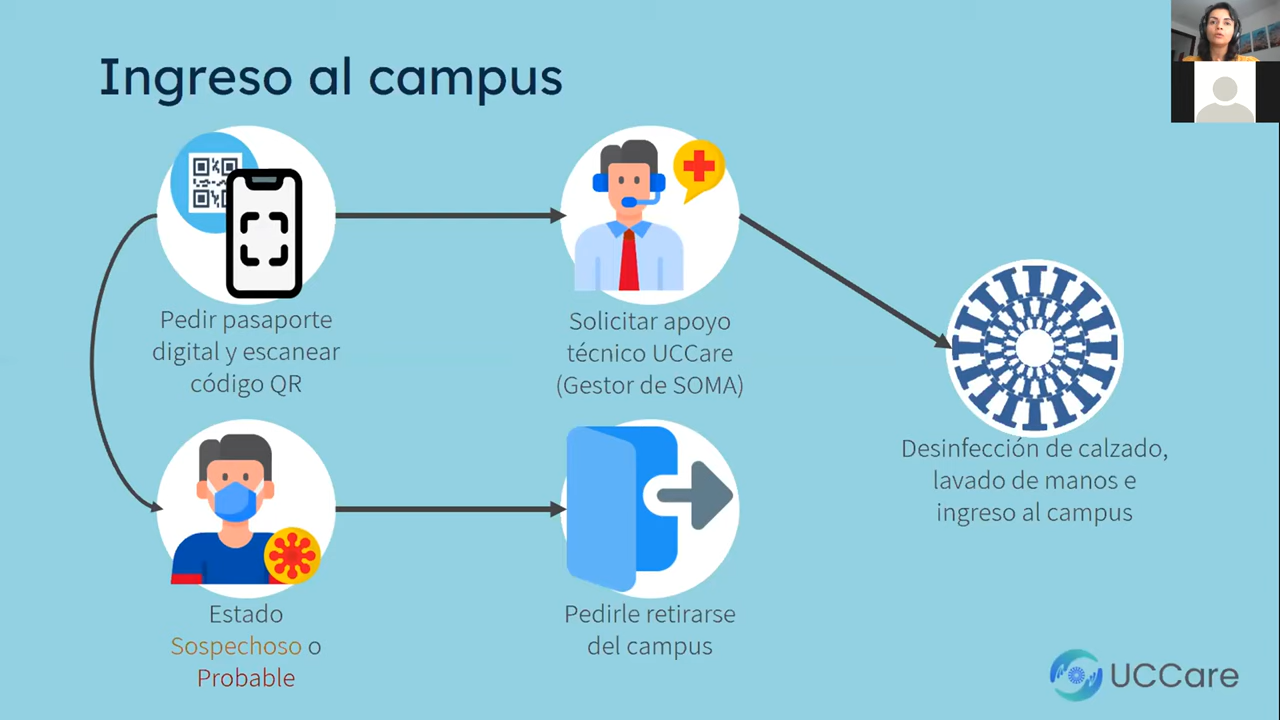 Ingreso al campus
Pedir pasaporte
digital y escanear
código QR
Solicitar apoyo
técnico UCCare
(Gestor de SOMA)
Desinfección de calzado,
lavado de manos e
ingreso al campus
Estado
Sospechoso o
Probable
Pedirle retirarse
del campus
UCCare